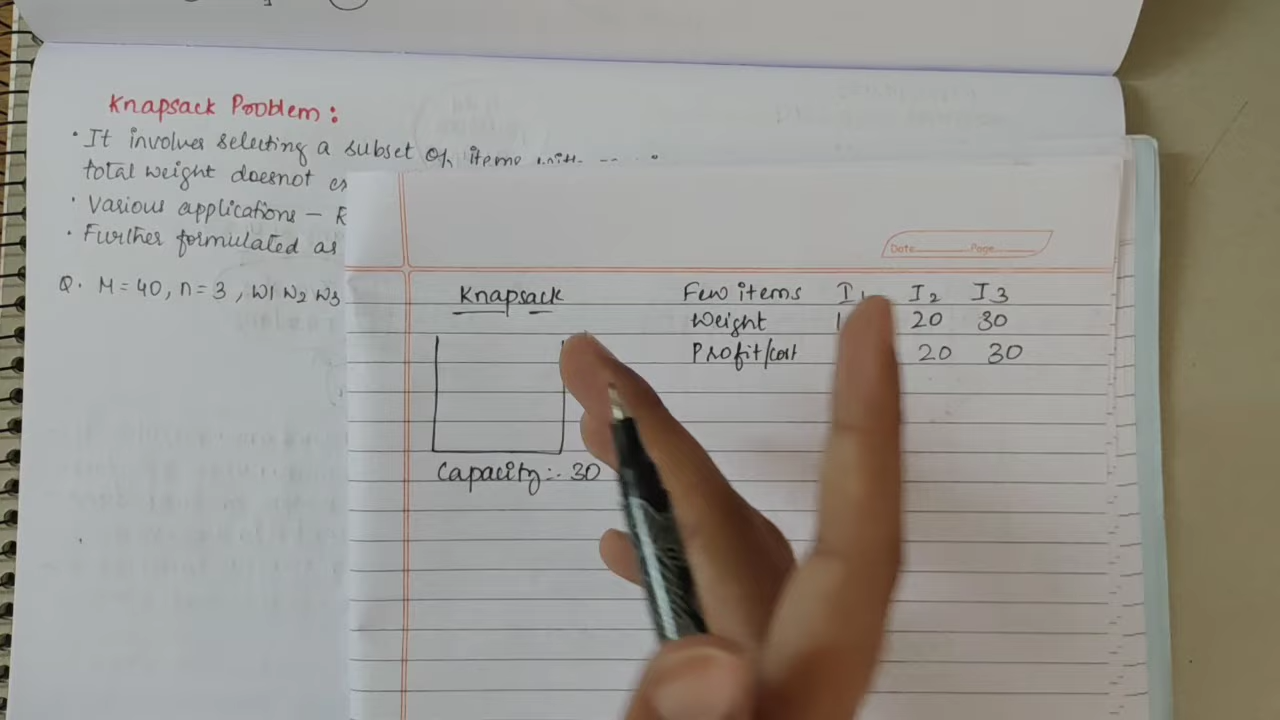 Knapsack Problem:
• It involves selecting a subset of items
total weight doesnot
• Various applications –
• Further formulated as
Q. M = 40, n = 3, w1 w2 w3
Date Page
Knapsack
Capacity:- 30
Few items I2 I3
Weight 20 30
Profit/cost 20 30